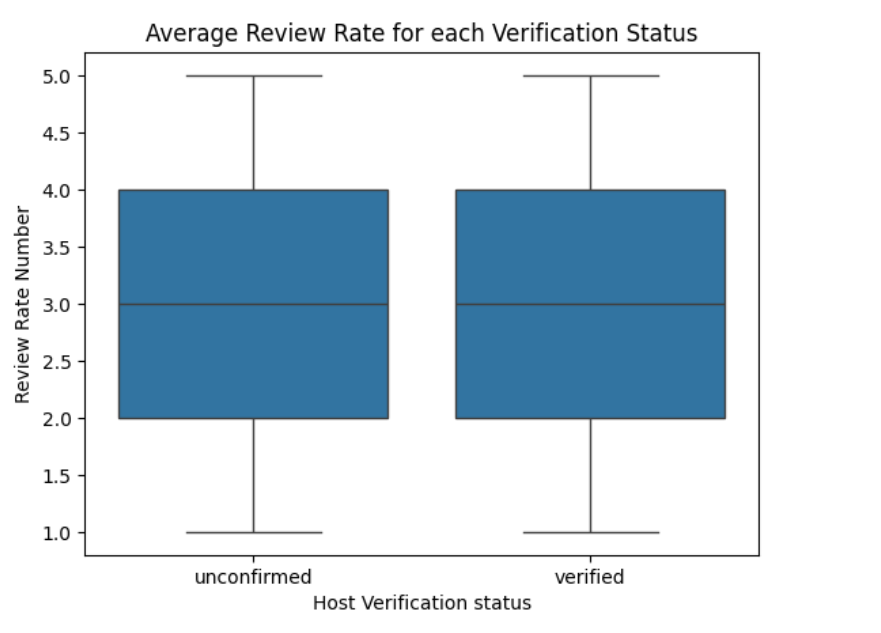 Average Review Rate for each Verification Status
Review Rate Number
5.0
4.5
4.0
3.5
3.0
2.5
2.0
1.5
1.0
unconfirmed verified
Host Verification status